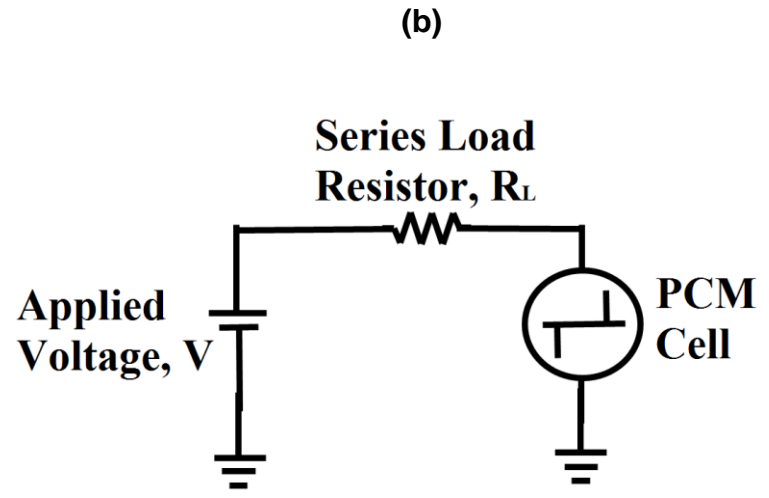 (b)
Series Load
Resistor, RL
Applied
Voltage, V
PCM
Cell